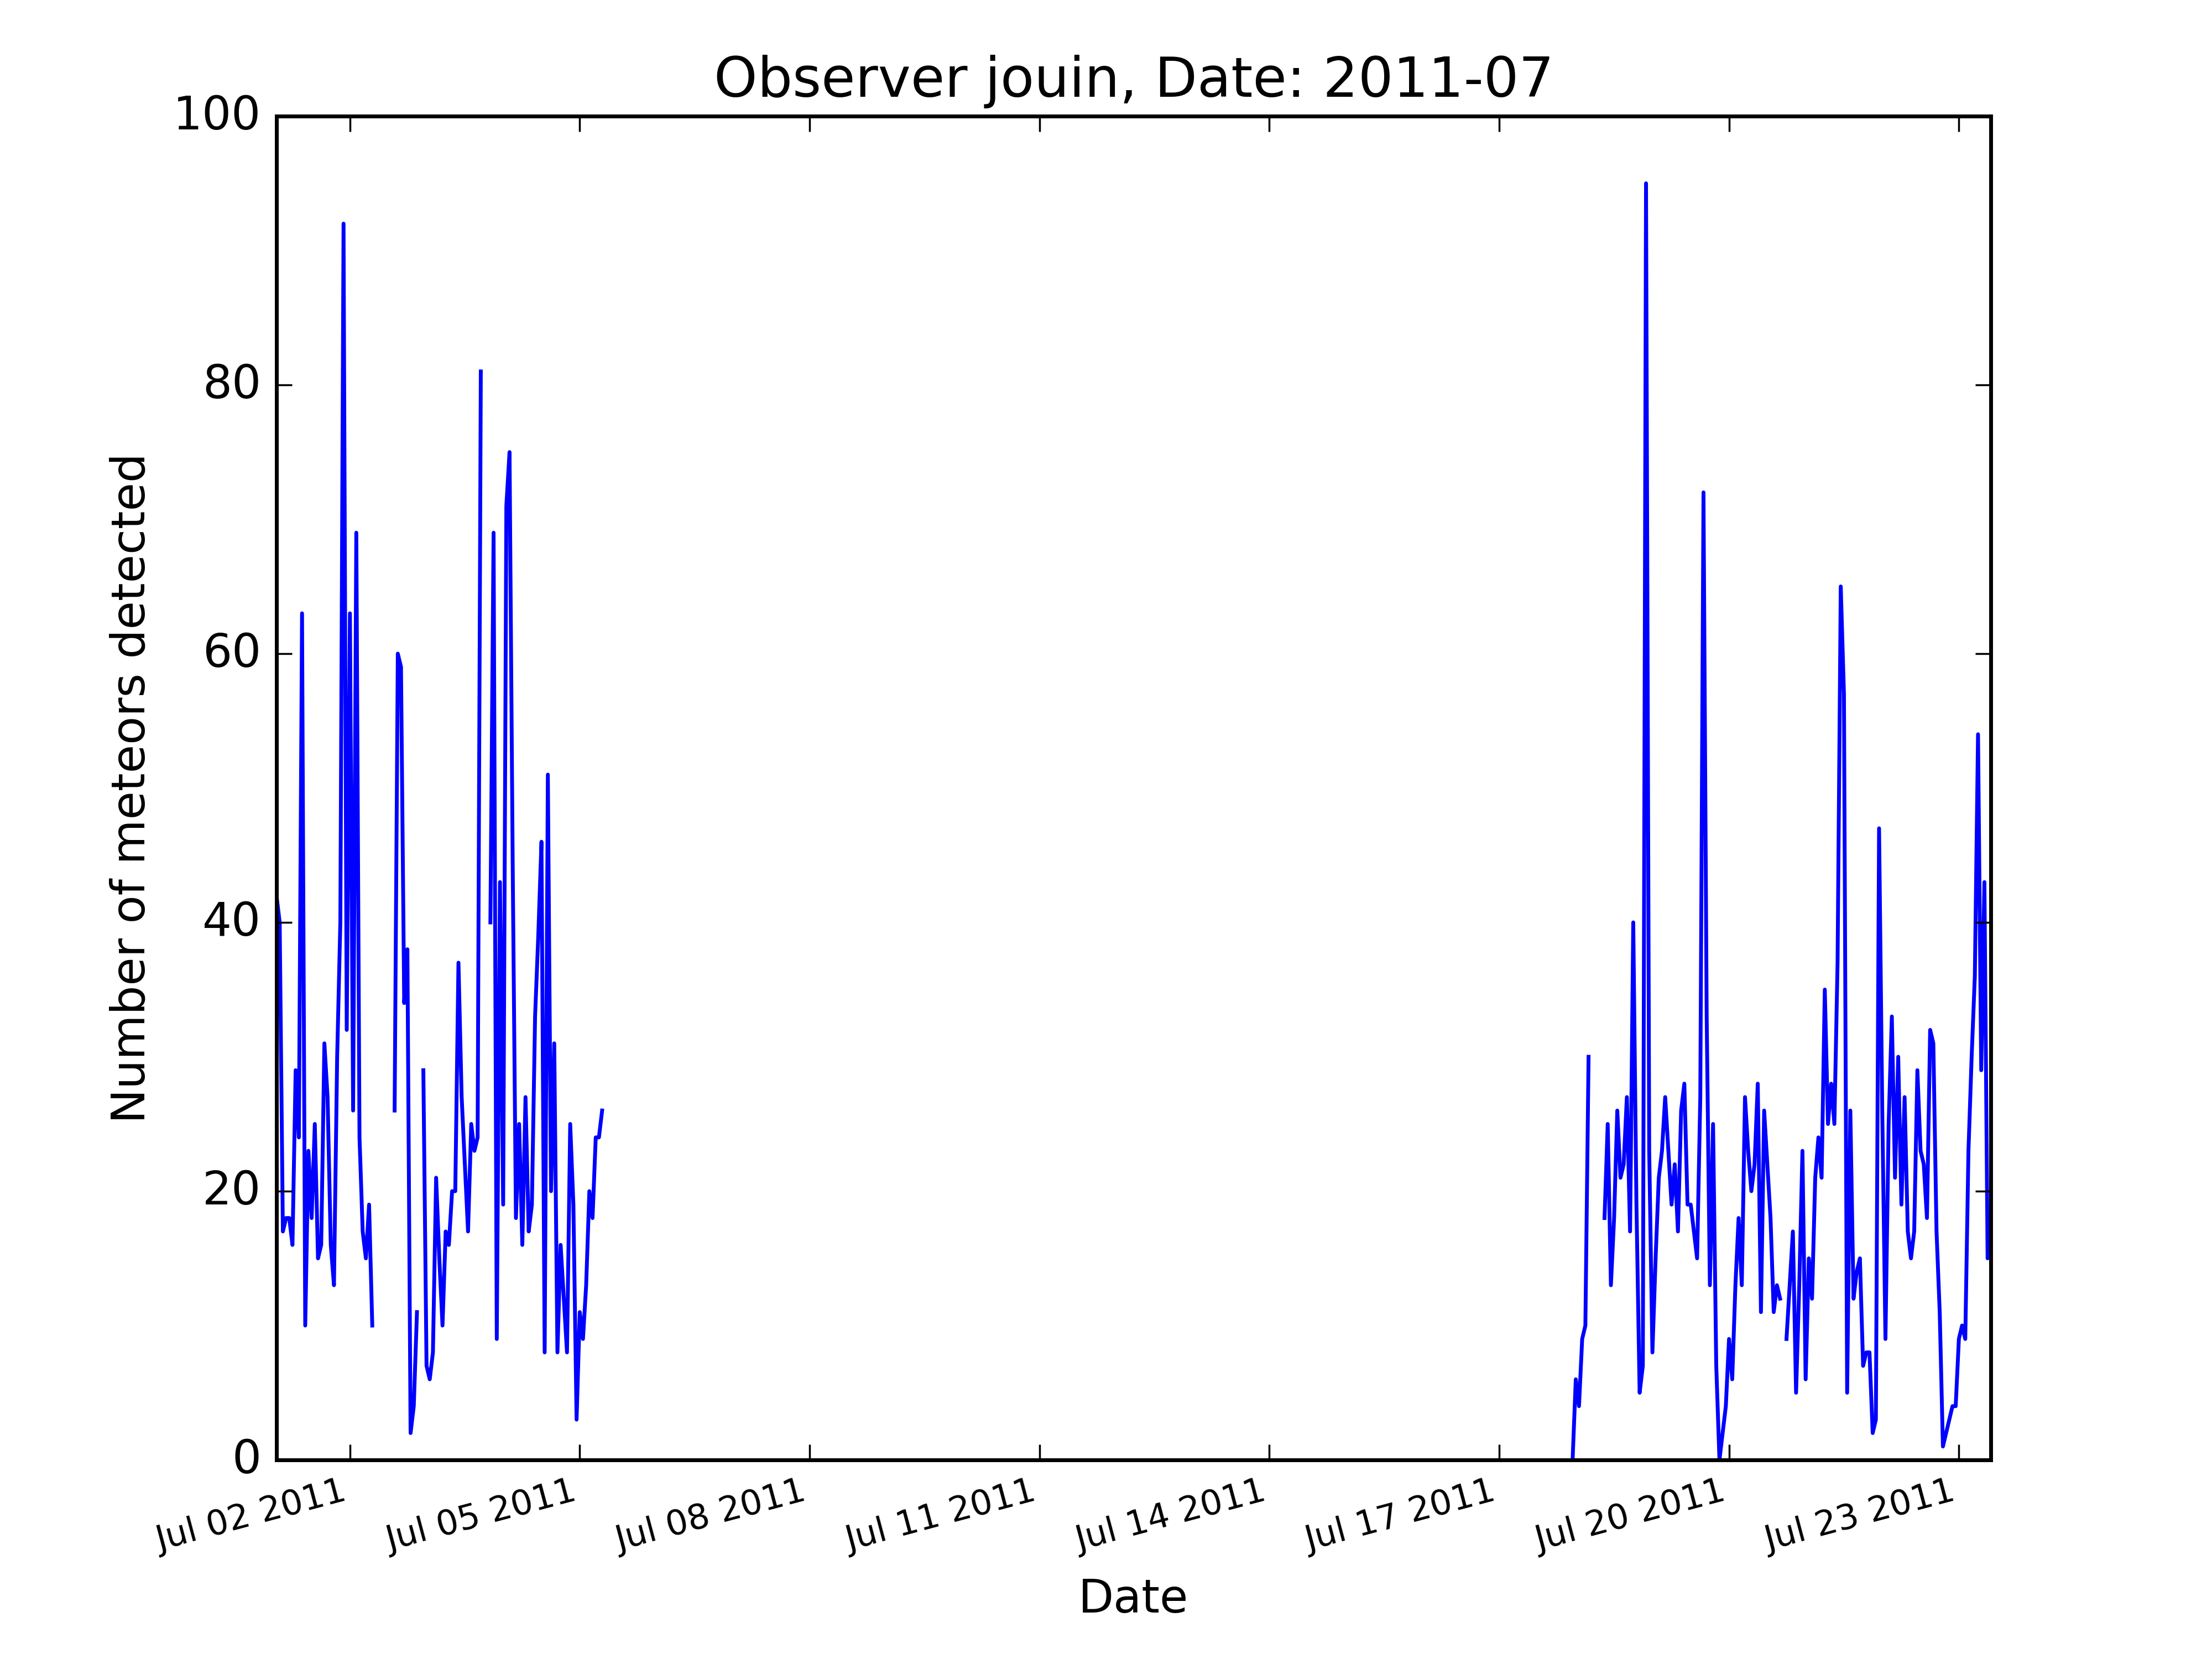 Observer jouin, Date: 2011-07
100
80
60
40
20
0
Number of meteors detected
Jul 02 2011
Jul 05 2011
Jul 08 2011
Jul 11 2011
Jul 14 2011
Jul 17 2011
Jul 20 2011
Jul 23 2011
Date